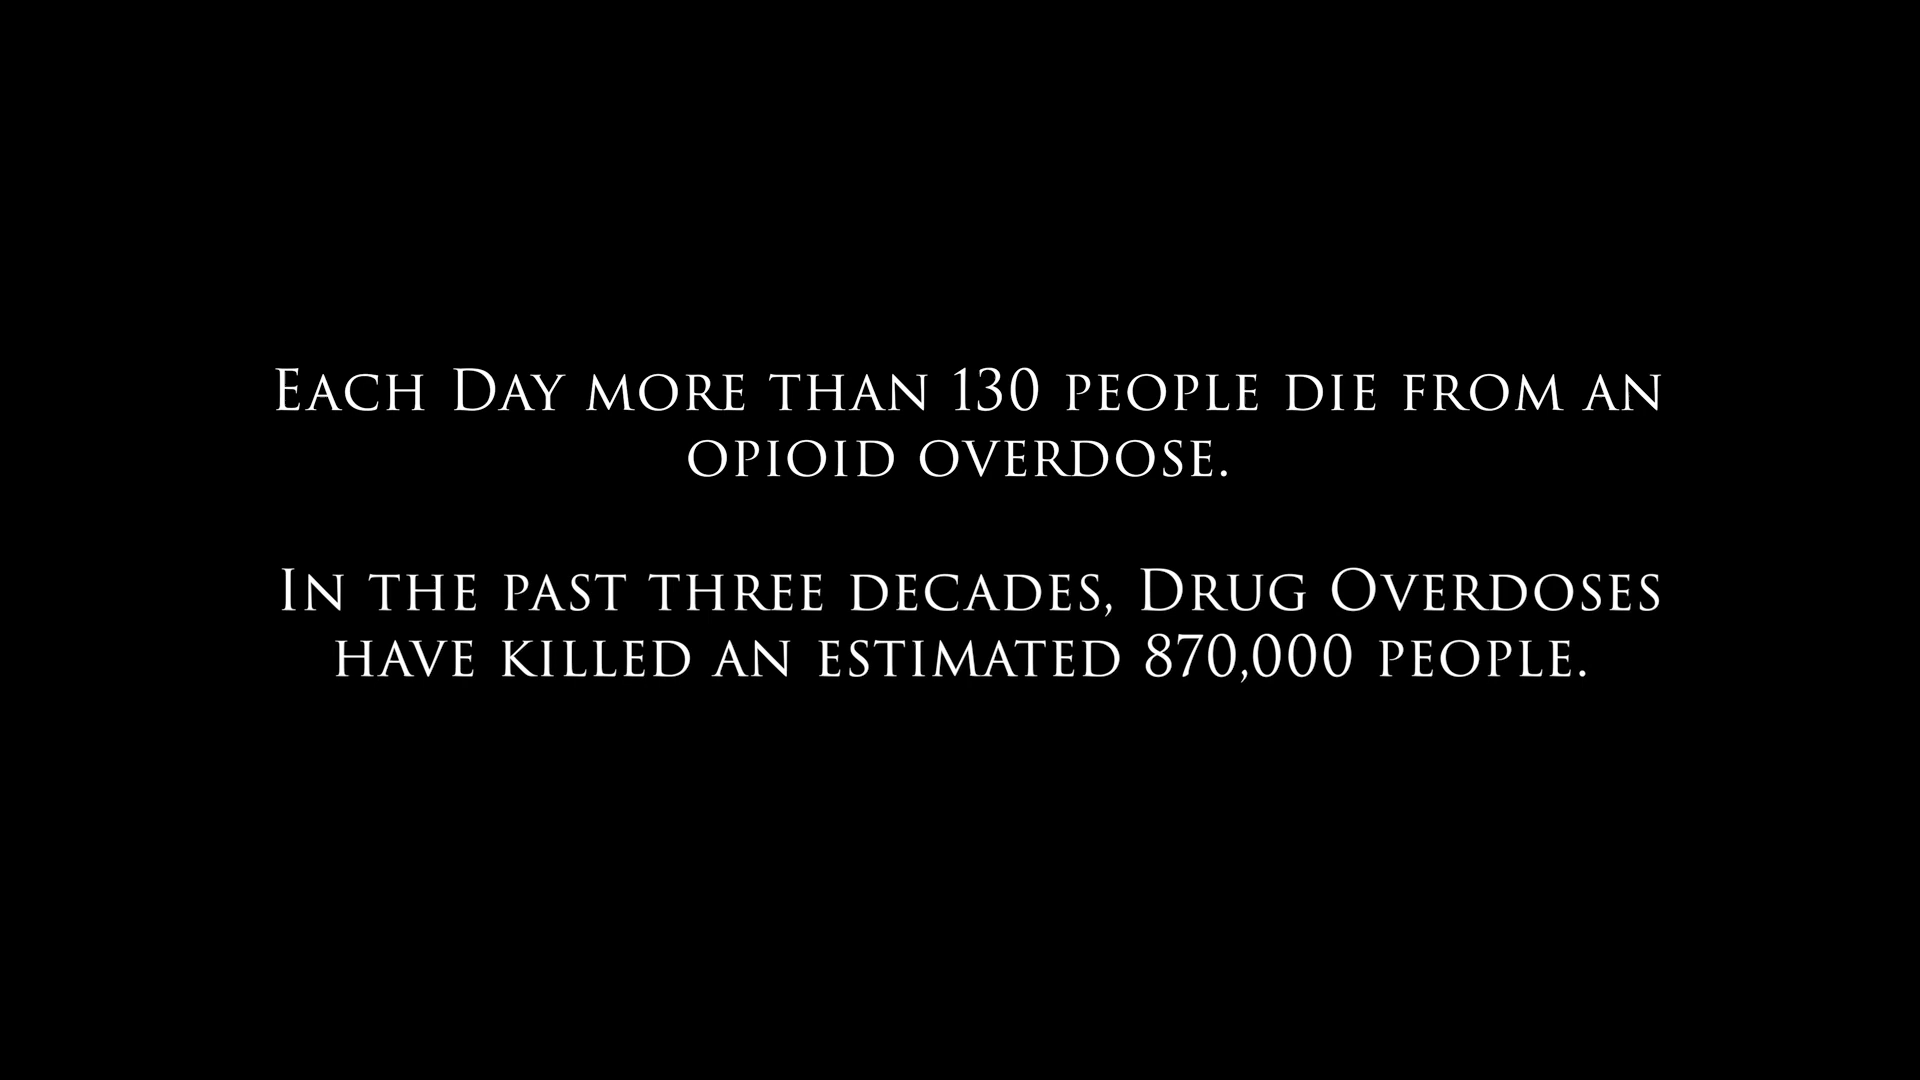 Each Day more than 130 people die from an
opioid overdose.
In the past three decades, Drug Overdoses
have killed an estimated 870,000 people.